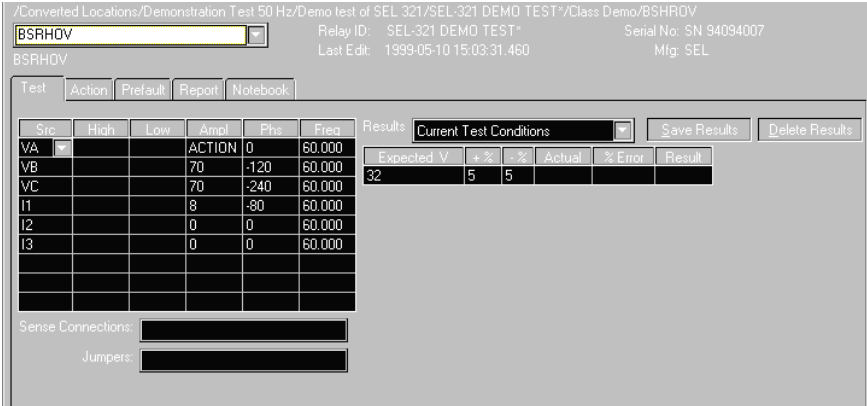 /Converted Locations/Demonstration Test 50 Hz/Demo test of SEL 321/SEL-321 DEMO TEST*/Class Demo/BSHROV
BSRHOV
Relay ID: SEL-321 DEMO TEST* Serial No: SN 94094007
BSRHOV Last Edit: 1999-05-10 15:03:31.460 Mfg: SEL
Test Action Prefault Report Notebook
Results Current Test Conditions Save Results Delete Results
Src High Low Ampl Phs Freq
VA ACTION 0 60.000
VB 70 -120 60.000
VC 70 -240 60.000
I1 8 -80 60.000
I2 0 0 60.000
I3 0 0 60.000
Expected V + % - % Actual % Error Result
32 5 5
Sense Connections:
Jumpers: